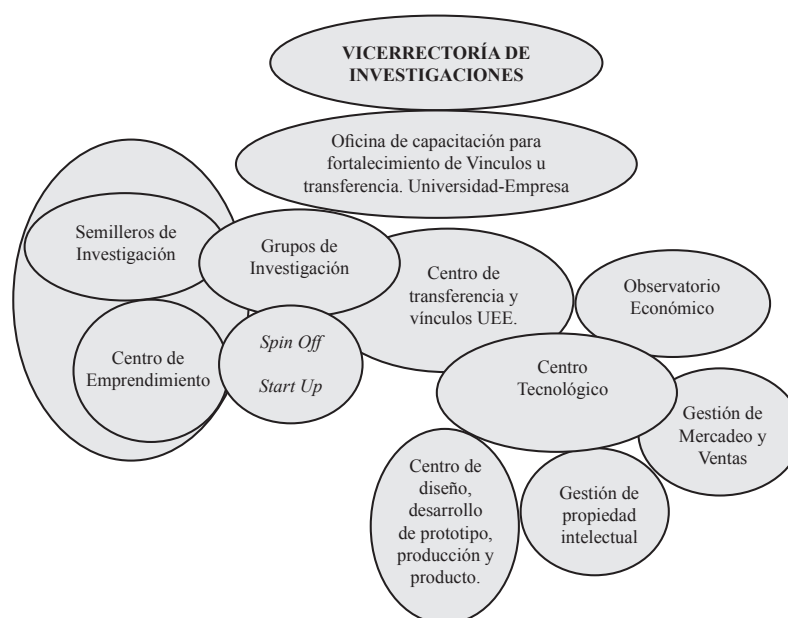 VICERRECTORÍA DE
INVESTIGACIONES
Oficina de capacitación para
fortalecimiento de Vinculos u
transferencia. Universidad-Empresa
Semilleros de
Investigación
Grupos de
Investigación
Centro de
transferencia y
vínculos UEE.
Observatorio
Económico
Centro de
Emprendimiento
Spin Off
Start Up
Centro
Tecnológico
Gestión de
Mercadeo y
Ventas
Centro de
diseño,
desarrollo
de prototipo,
producción y
producto.
Gestión de
propiedad
intelectual